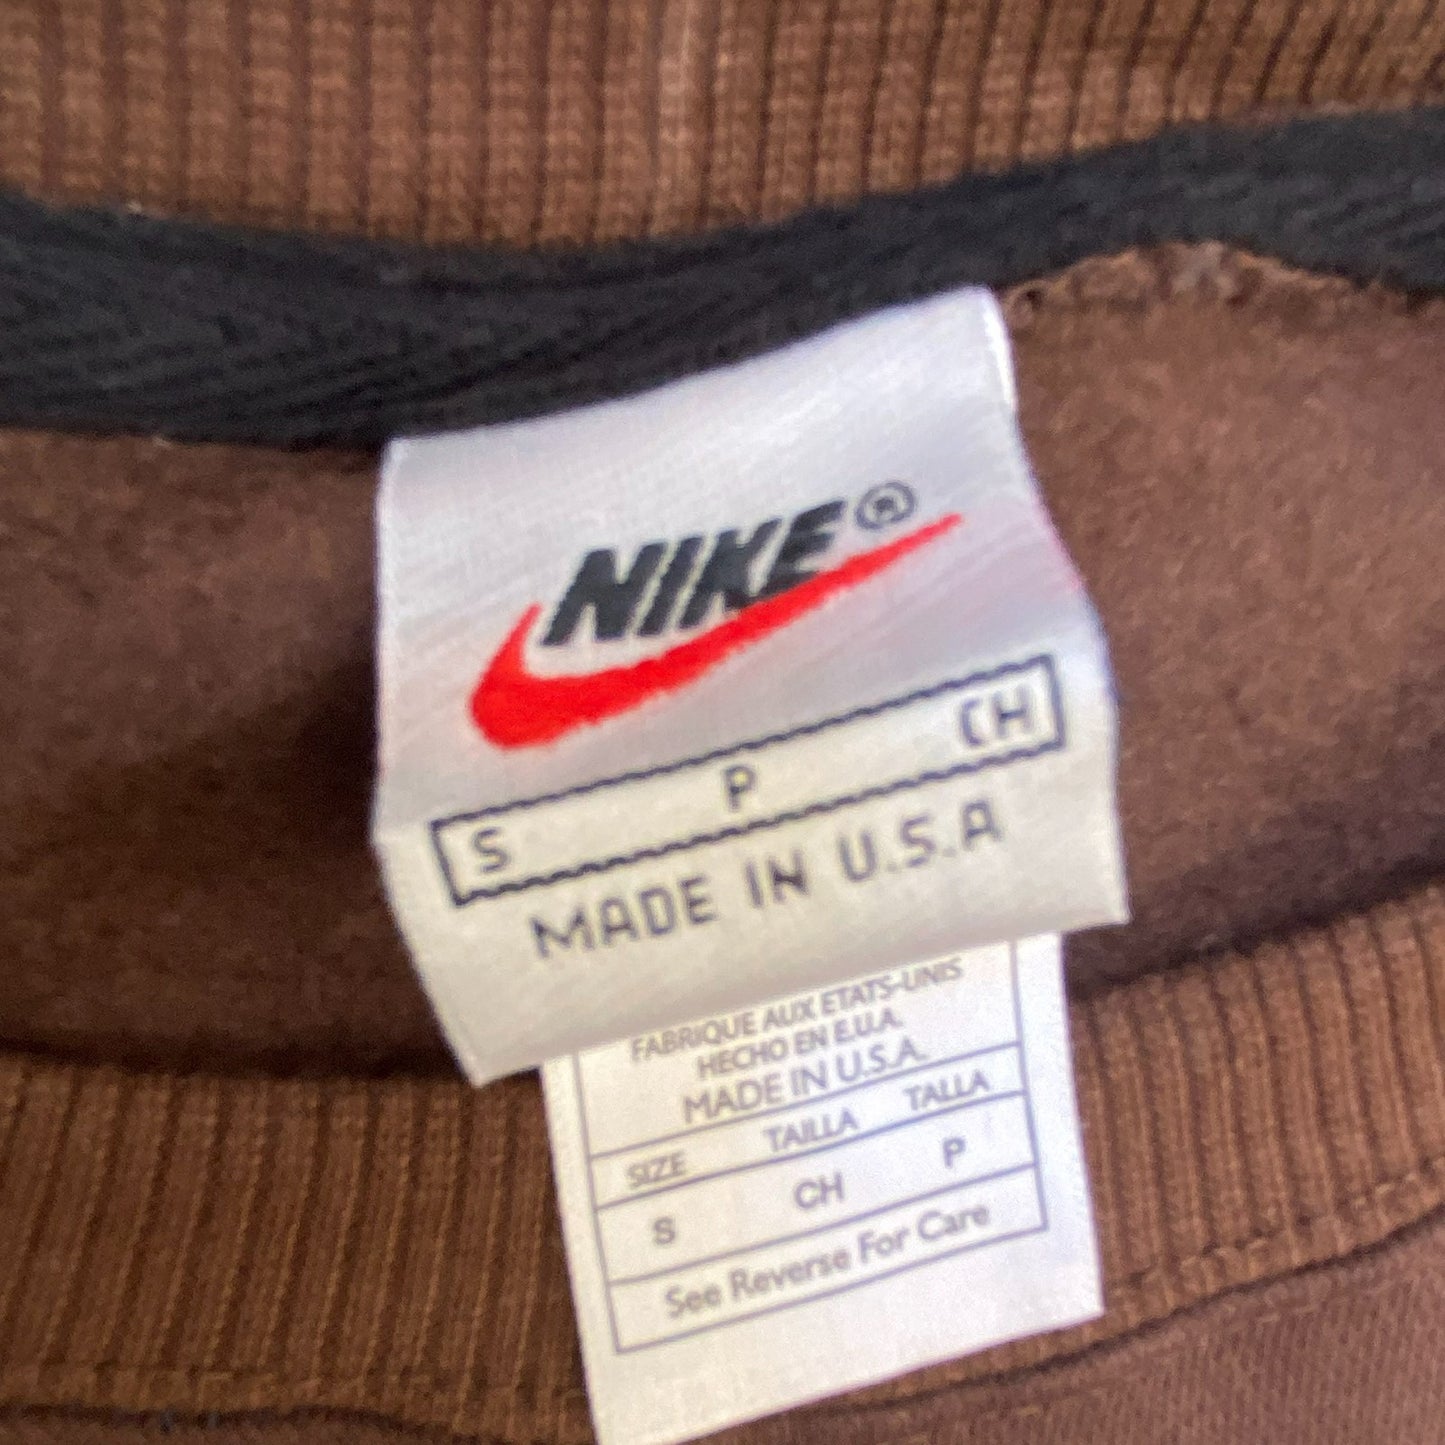 NIKE®
S P CH
MADE IN U.S.A
FABRIQUE AUX ETATS-UNIS
HECHO EN E.U.A.
MADE IN U.S.A.
SIZE TAILLA TALLA
S CH P
See Reverse For Care